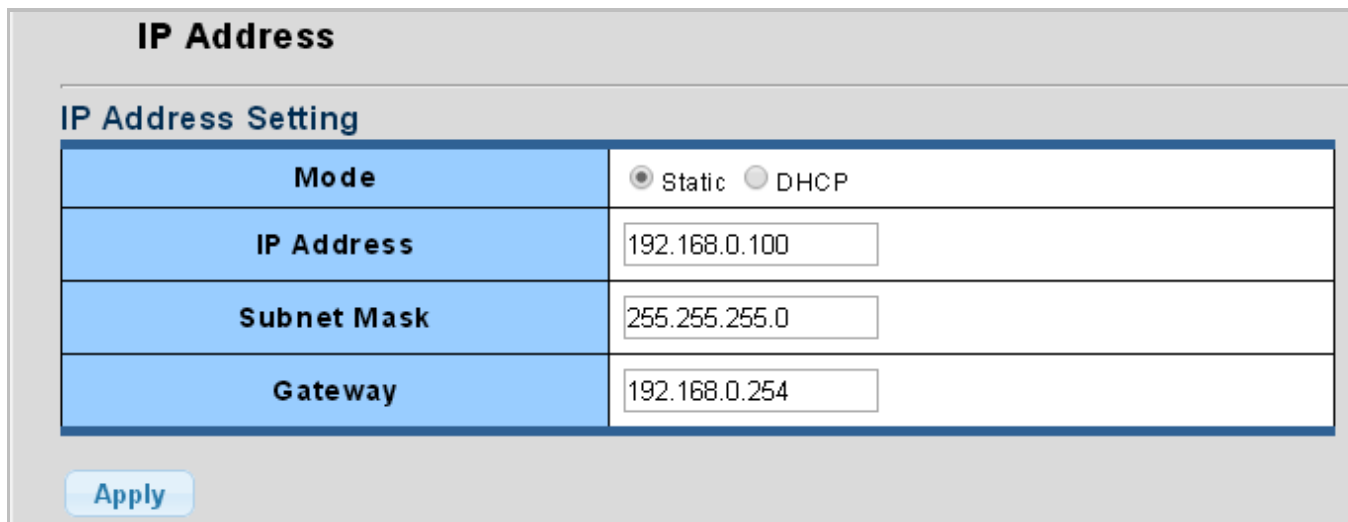 IP Address
IP Address Setting
Mode Static DHCP
IP Address 192.168.0.100
Subnet Mask 255.255.255.0
Gateway 192.168.0.254
Apply